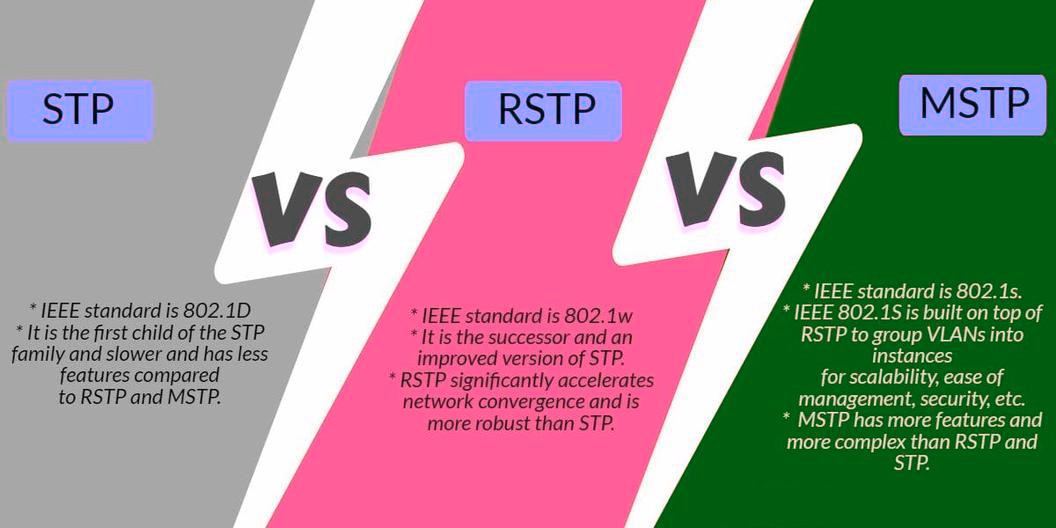 STP
VS
RSTP
VS
MSTP
* IEEE standard is 802.1D
* It is the first child of the STP
family and slower and has less
features compared
to RSTP and MSTP.
* IEEE standard is 802.1w
* It is the successor and an
improved version of STP.
* RSTP significantly accelerates
network convergence and is
more robust than STP.
* IEEE standard is 802.1s.
* IEEE 802.1S is built on top of
RSTP to group VLANs into
instances
for scalability, ease of
management, security, etc.
* MSTP has more features and
more complex than RSTP and
STP.